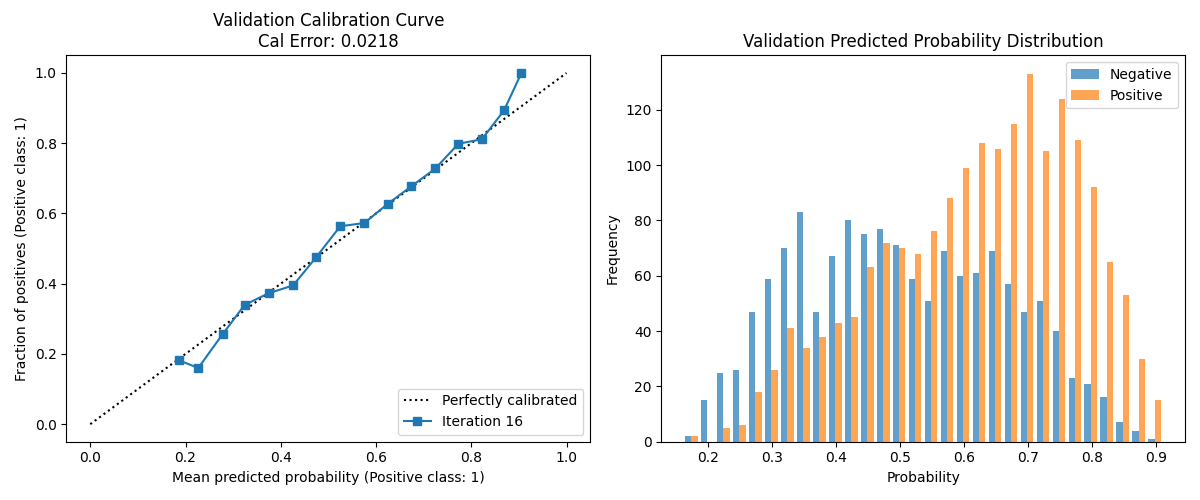 Validation Calibration Curve
Cal Error: 0.0218
Fraction of positives (Positive class: 1)
1.0
0.8
0.6
0.4
0.2
0.0
Perfectly calibrated
Iteration 16
0.0 0.2 0.4 0.6 0.8 1.0
Mean predicted probability (Positive class: 1)
Validation Predicted Probability Distribution
Negative
Positive
Frequency
120
100
80
60
40
20
0
0.2 0.3 0.4 0.5 0.6 0.7 0.8 0.9
Probability